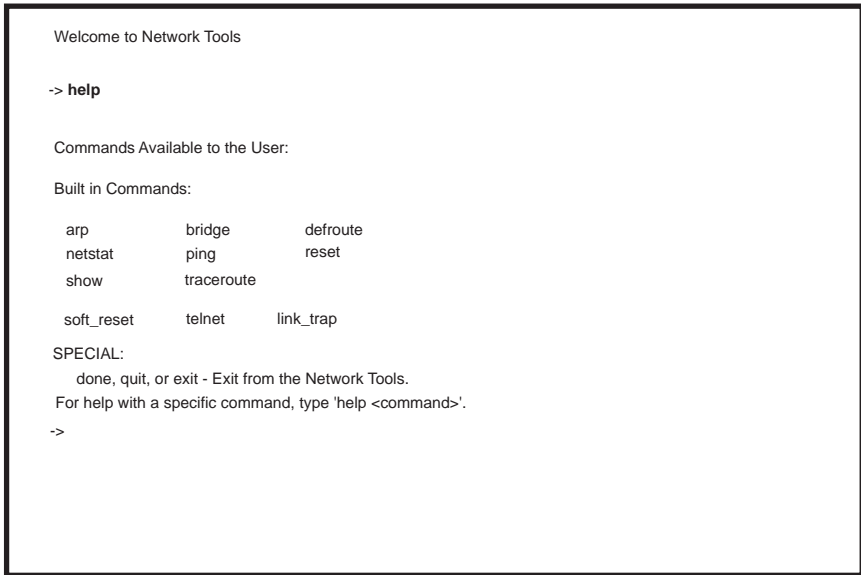 Welcome to Network Tools
-> help
Commands Available to the User:
Built in Commands:
arp bridge defroute
netstat ping reset
show traceroute
soft_reset telnet link_trap
SPECIAL:
done, quit, or exit - Exit from the Network Tools.
For help with a specific command, type 'help <command>'.
->